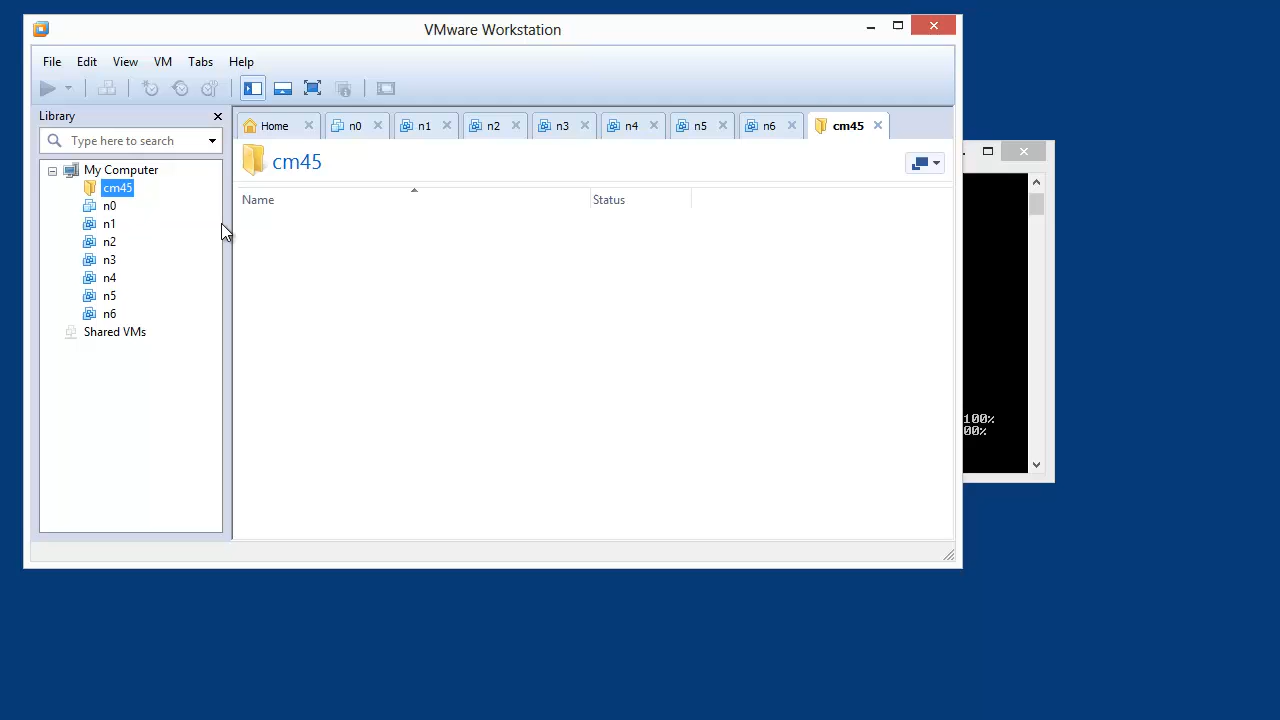 VMware Workstation
File Edit View VM Tabs Help
Library
Type here to search
Home n0 n1 n2 n3 n4 n5 n6 cm45
cm45
Name Status
My Computer
cm45
n0
n1
n2
n3
n4
n5
n6
Shared VMs
100%
00%